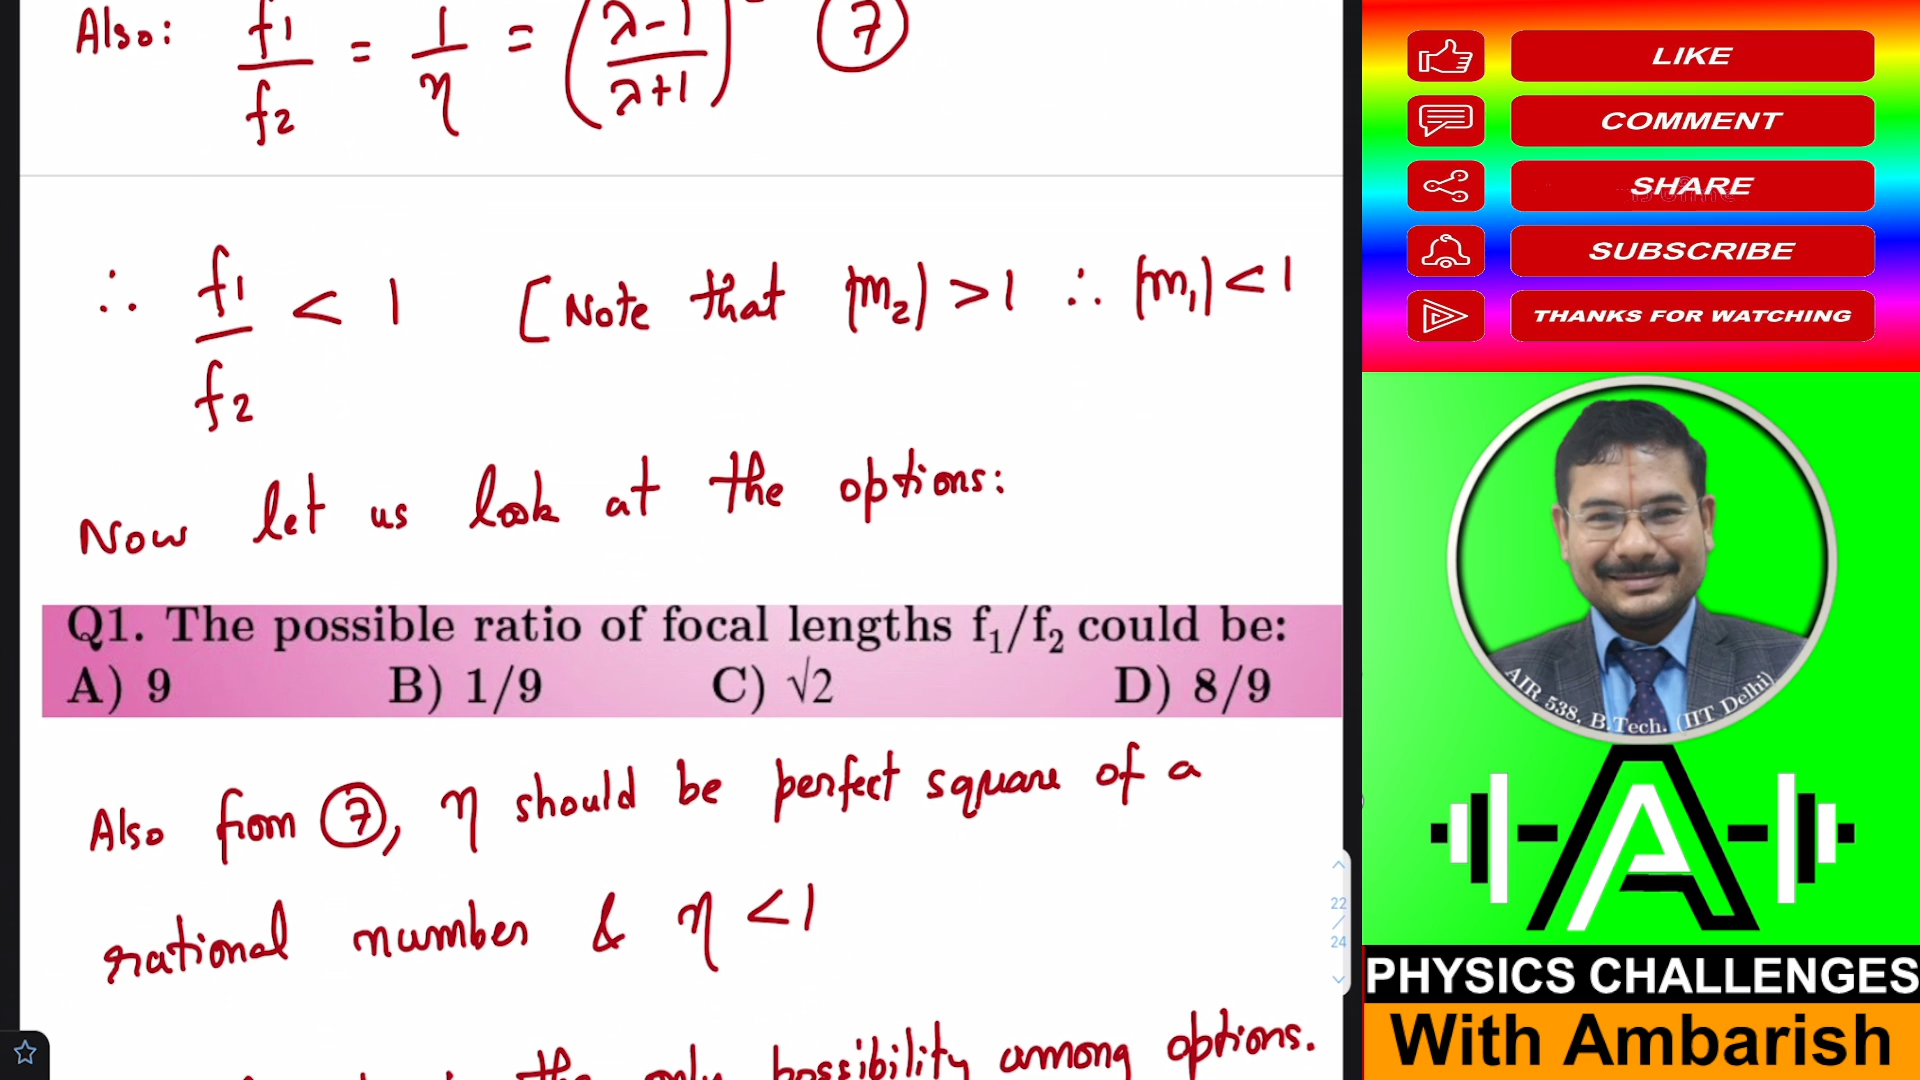 Also: f1/f2 = 1/η = (λ-1/λ+1) 7
∴ f1/f2 < 1 [Note that |m2| > 1 ∴ |m1| < 1
Now let us look at the options:
Q1. The possible ratio of focal lengths f₁/f₂ could be:
A) 9 B) 1/9 C) √2 D) 8/9
Also from 7, η should be perfect square of a
rational number & η < 1
the only possibility among options.
22
/
24
LIKE
COMMENT
SHARE
SUBSCRIBE
THANKS FOR WATCHING
AIR 538, B.Tech. (IIT Delhi)
A
PHYSICS CHALLENGES
With Ambarish